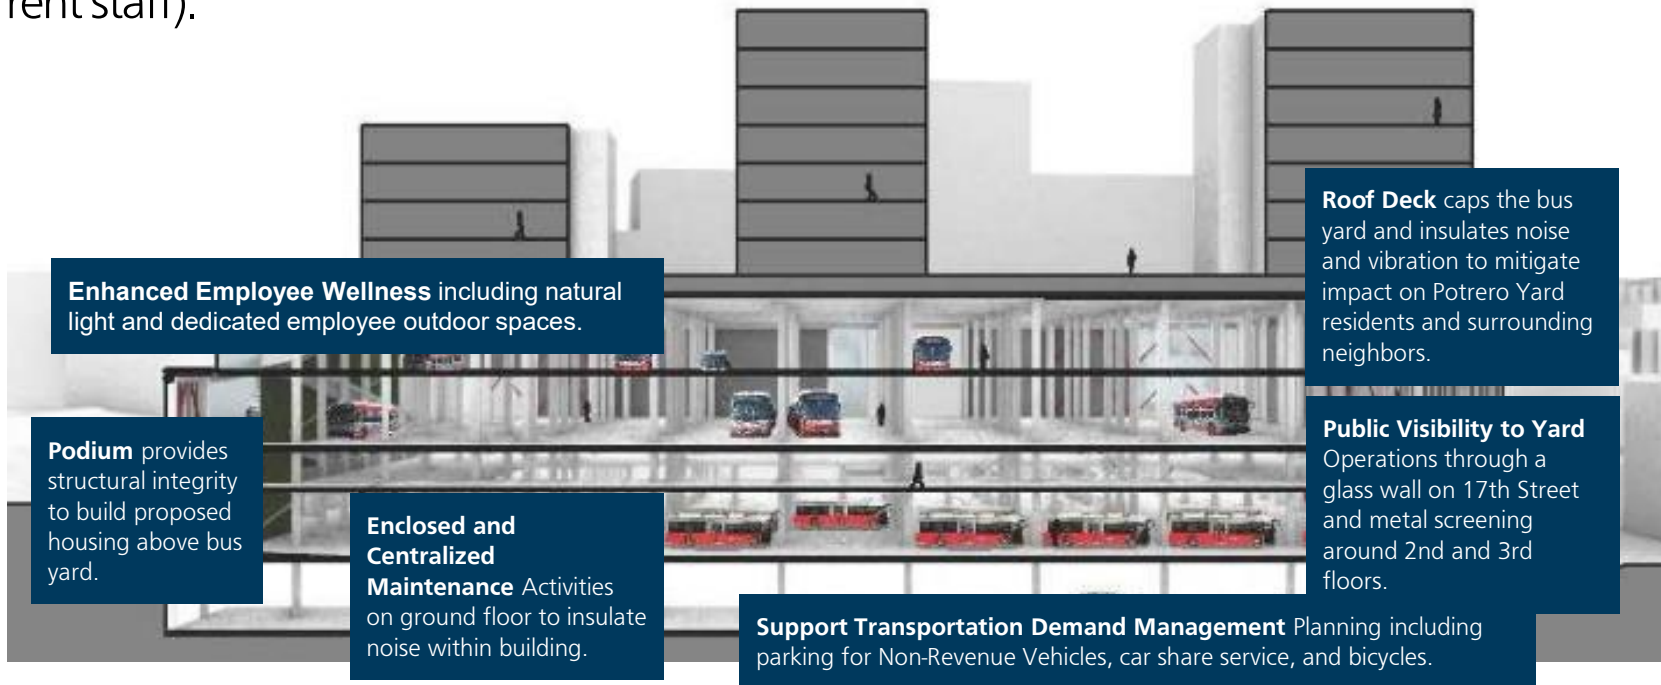 rent staff).
Enhanced Employee Wellness including natural
light and dedicated employee outdoor spaces.
Roof Deck caps the bus
yard and insulates noise
and vibration to mitigate
impact on Potrero Yard
residents and surrounding
neighbors.
Podium provides
structural integrity
to build proposed
housing above bus
yard.
Enclosed and
Centralized
Maintenance Activities
on ground floor to insulate
noise within building.
Public Visibility to Yard
Operations through a
glass wall on 17th Street
and metal screening
around 2nd and 3rd
floors.
Support Transportation Demand Management Planning including
parking for Non-Revenue Vehicles, car share service, and bicycles.